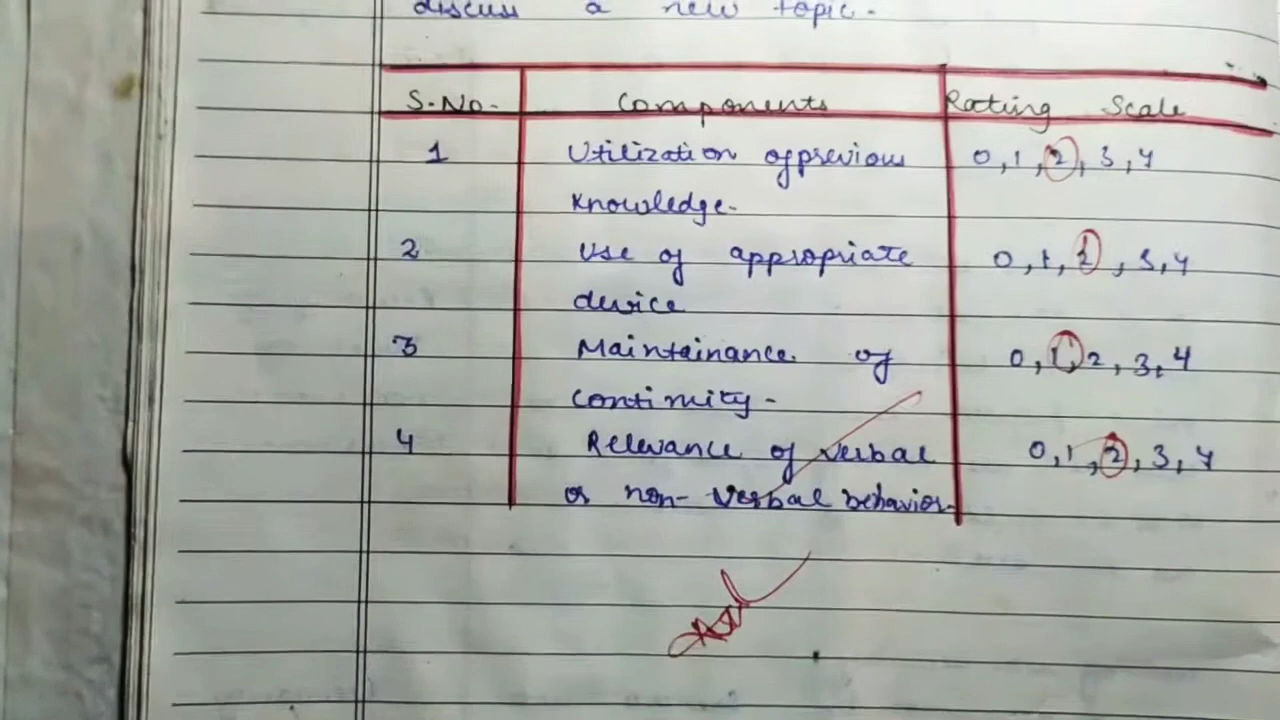 discuss a new topic.
S.No. Components Rating Scale
1 Utilization of previous 0, 1, 2, 3, 4
knowledge.
2 Use of appropriate 0, 1, 2, 3, 4
device
3 Maintainance of 0, 1, 2, 3, 4
continuity.
4 Relevance of verbal 0, 1, 2, 3, 4
or non-verbal behavior.